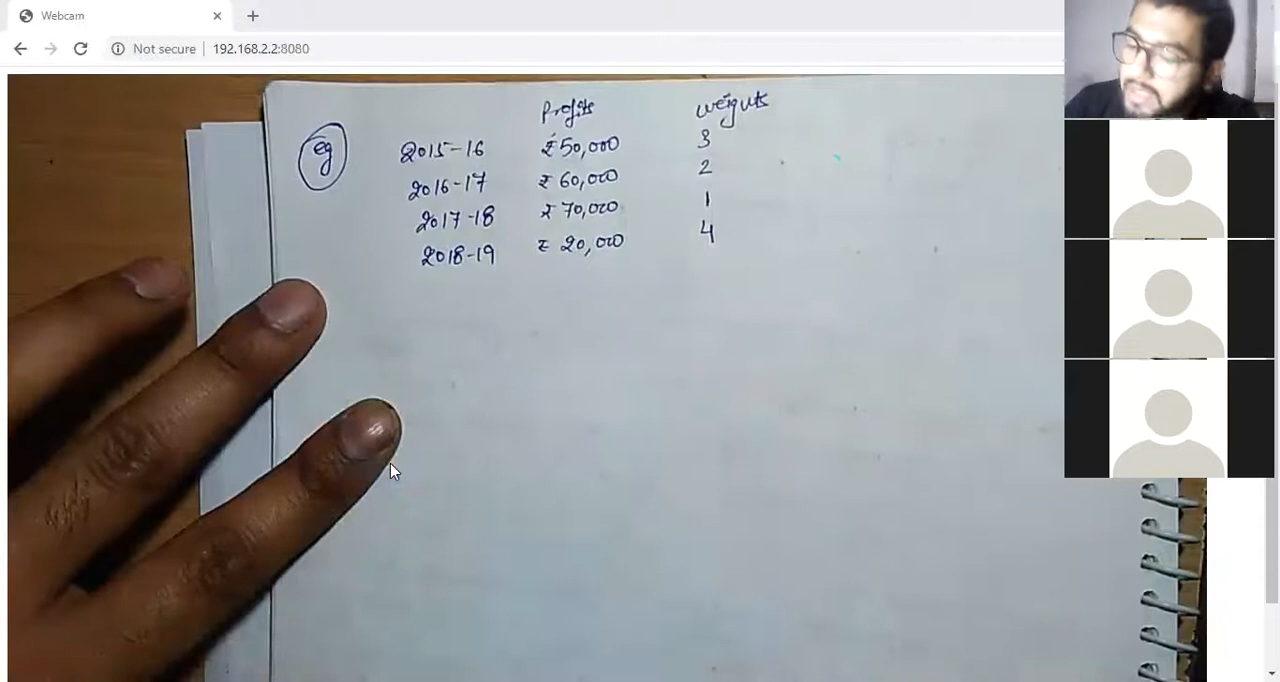 Webcam
Not secure 192.168.2.2:8080
Profits weights
eg 2015-16 ₹50,000 3
2016-17 ₹ 60,000 2
2017-18 ₹ 70,000 1
2018-19 ₹ 20,000 4